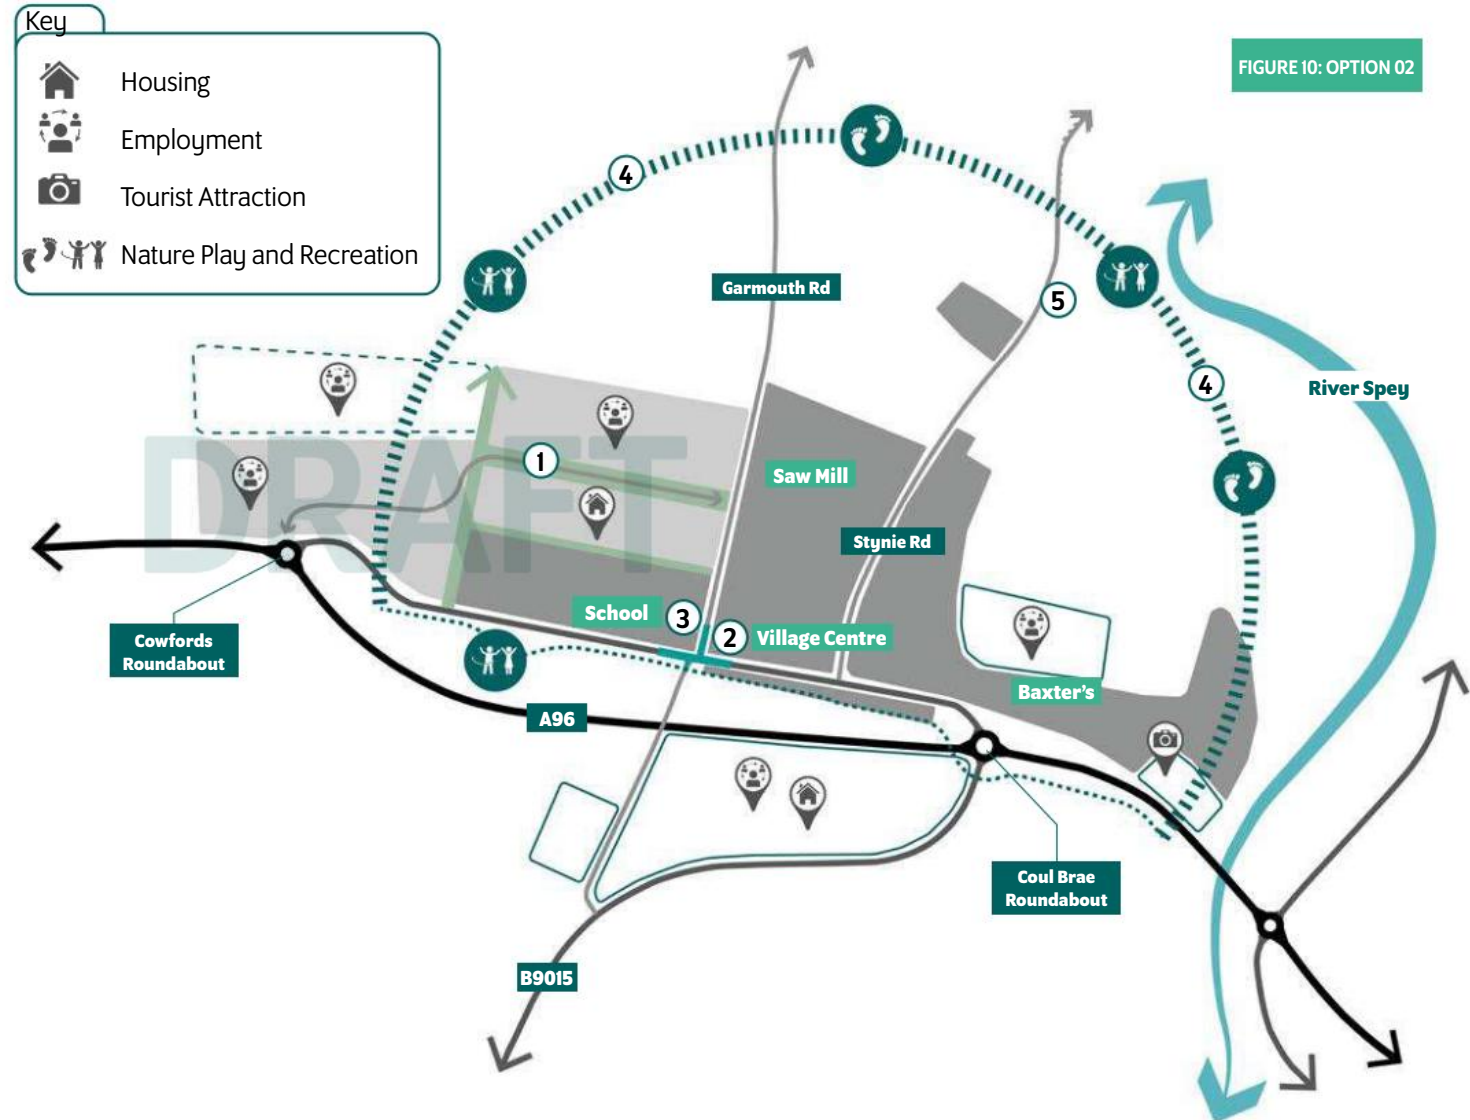 Key
Housing
Employment
Tourist Attraction
Nature Play and Recreation
FIGURE 10: OPTION 02
4
Garmouth Rd
5
4
River Spey
DRAFT
1
Saw Mill
Stynie Rd
School
3
2
Village Centre
Cowfords
Roundabout
Baxter's
A96
Coul Brae
Roundabout
B9015